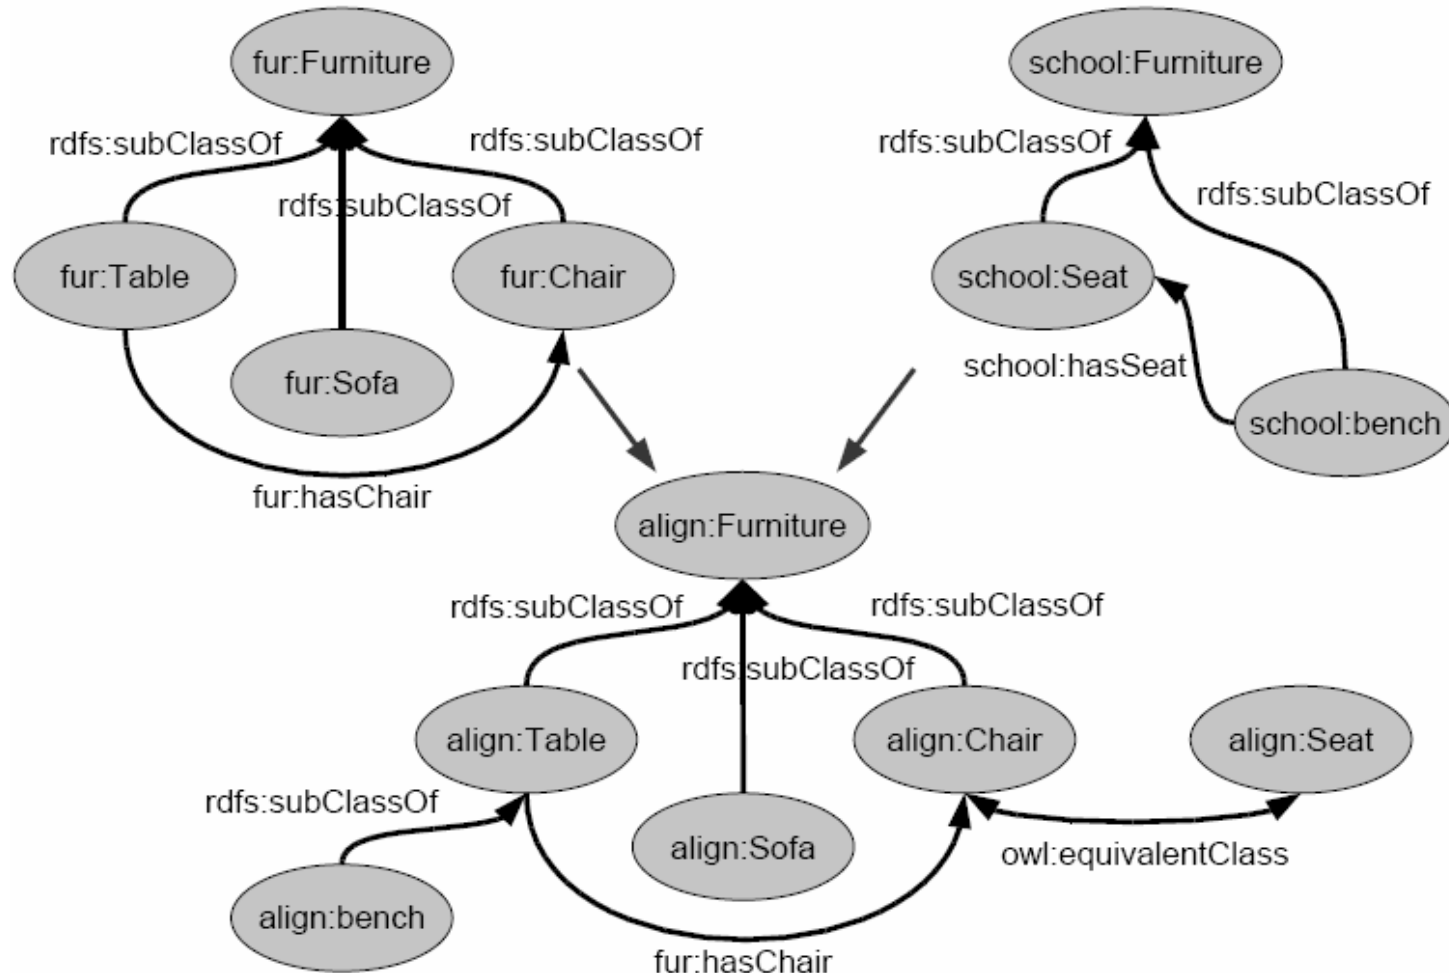 fur:Furniture
school:Furniture
rdfs:subClassOf
rdfs:subClassOf
rdfs:subClassOf
rdfs:subClassOf
rdfs:subClassOf
fur:Table
fur:Chair
school:Seat
fur:Sofa
school:hasSeat
school:bench
fur:hasChair
align:Furniture
rdfs:subClassOf
rdfs:subClassOf
rdfs:subClassOf
align:Table
align:Chair
align:Seat
rdfs:subClassOf
align:Sofa
owl:equivalentClass
align:bench
fur:hasChair